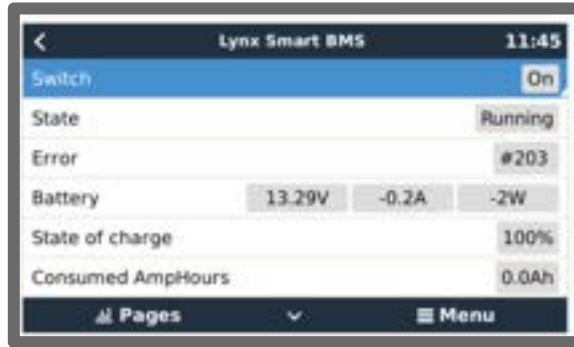 Lynx Smart BMS 11:45
Switch On
State Running
Error #203
Battery 13.29V -0.2A -2W
State of charge 100%
Consumed AmpHours 0.0Ah
Pages Menu